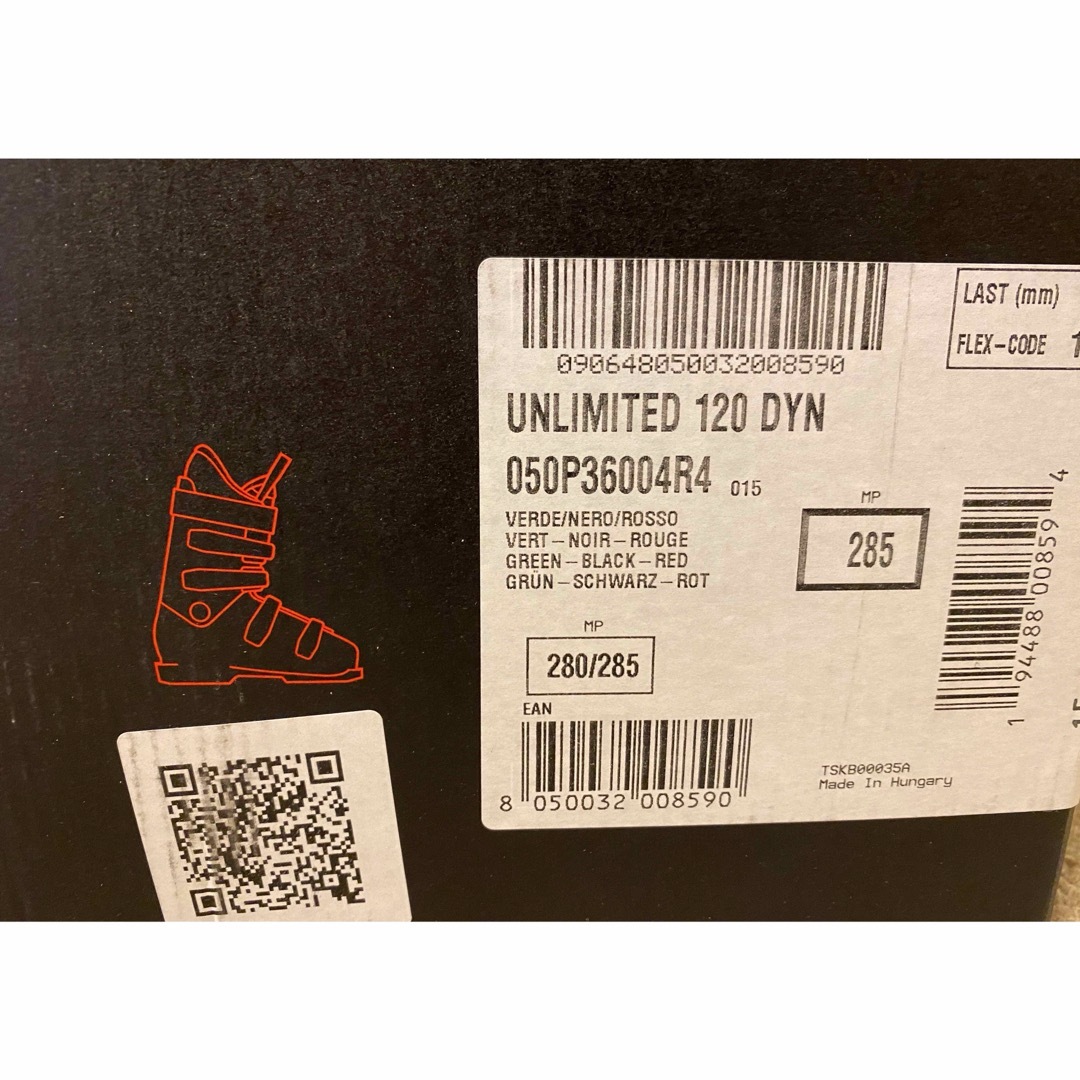 090648050032008590
UNLIMITED 120 DYN
050P36004R4 015
VERDE/NERO/ROSSO
VERT-NOIR-ROUGE
GREEN-BLACK-RED
GRÜN-SCHWARZ-ROT
MP
285
MP
280/285
EAN
8 050032 008590
TSKB00035A
Made In Hungary
LAST (mm)
FLEX-CODE
1 94488 00859 4